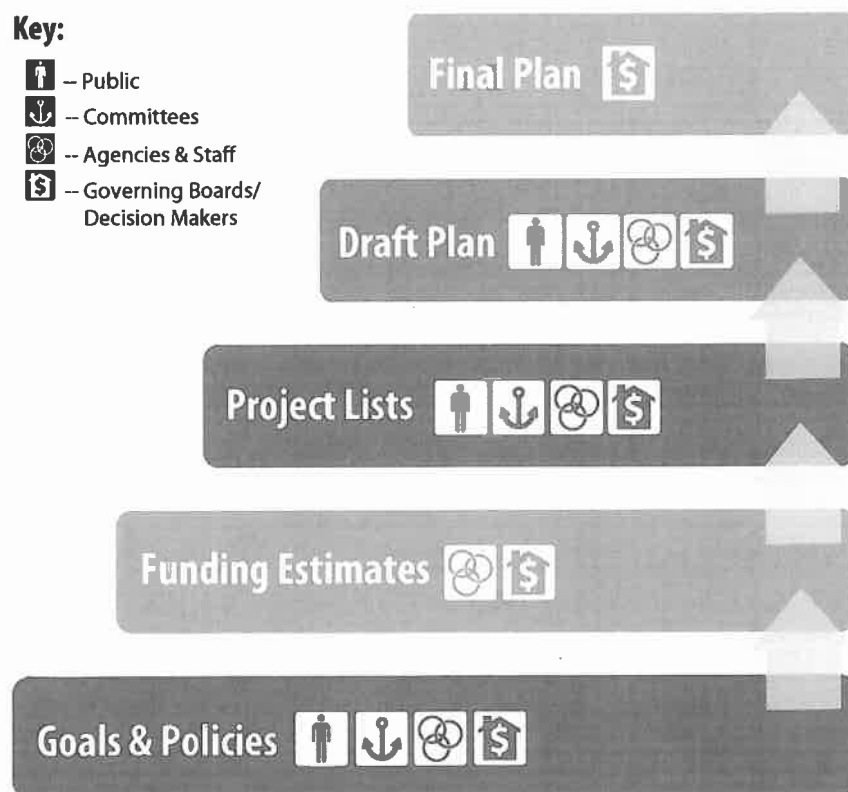 Key:
-- Public
-- Committees
-- Agencies & Staff
-- Governing Boards/
Decision Makers
Final Plan
Draft Plan
Project Lists
Funding Estimates
Goals & Policies